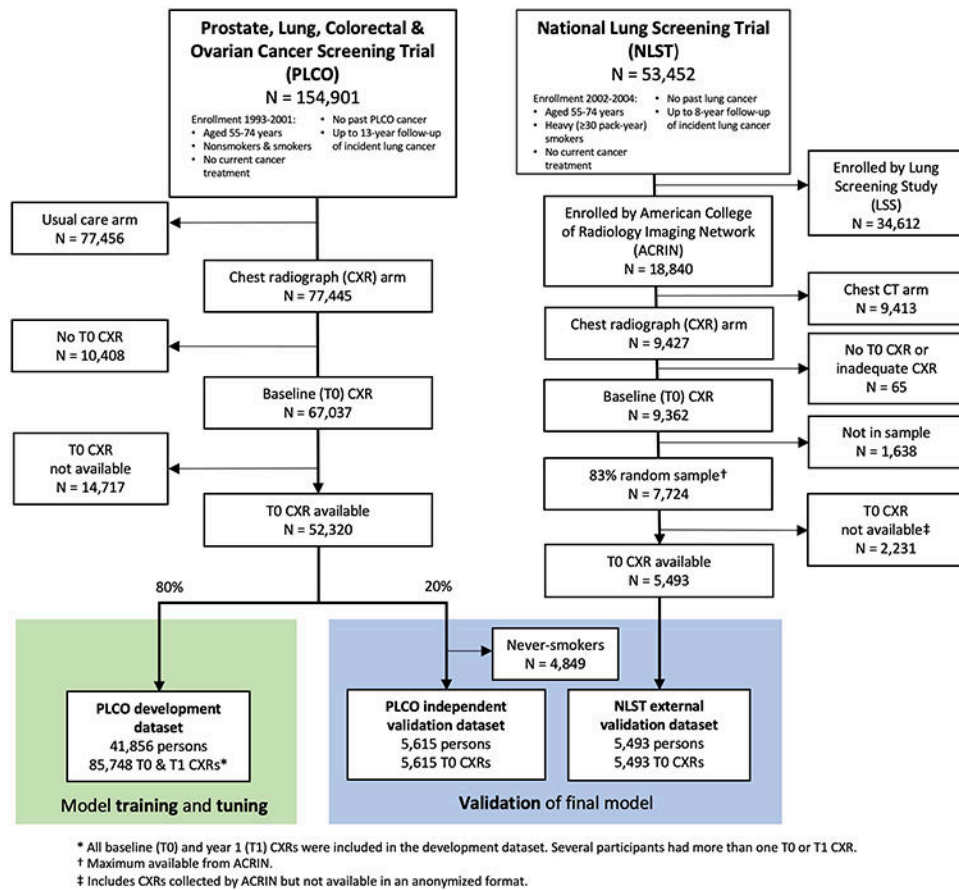 Prostate, Lung, Colorectal &
Ovarian Cancer Screening Trial
(PLCO)
N = 154,901
Enrollment 1993-2001:
• Aged 55-74 years
• Nonsmokers & smokers
• No current cancer
treatment
• No past PLCO cancer
• Up to 13-year follow-up
of incident lung cancer
Usual care arm
N = 77,456
Chest radiograph (CXR) arm
N = 77,445
No T0 CXR
N = 10,408
Baseline (T0) CXR
N = 67,037
T0 CXR
not available
N = 14,717
T0 CXR available
N = 52,320
National Lung Screening Trial
(NLST)
N = 53,452
Enrollment 2002-2004:
• Aged 55-74 years
• Heavy (≥30 pack-year)
smokers
• No current cancer
treatment
• No past lung cancer
• Up to 8-year follow-up
of incident lung cancer
Enrolled by Lung
Screening Study
(LSS)
N = 34,612
Enrolled by American College
of Radiology Imaging Network
(ACRIN)
N = 18,840
Chest CT arm
N = 9,413
Chest radiograph (CXR) arm
N = 9,427
No T0 CXR or
inadequate CXR
N = 65
Baseline (T0) CXR
N = 9,362
Not in sample
N = 1,638
83% random sample†
N = 7,724
T0 CXR
not available‡
N = 2,231
T0 CXR available
N = 5,493
80%
20%
Never-smokers
N = 4,849
PLCO development
dataset
41,856 persons
85,748 T0 & T1 CXRs*
Model training and tuning
PLCO independent
validation dataset
5,615 persons
5,615 T0 CXRs
NLST external
validation dataset
5,493 persons
5,493 T0 CXRs
Validation of final model
* All baseline (T0) and year 1 (T1) CXRs were included in the development dataset. Several participants had more than one T0 or T1 CXR.
† Maximum available from ACRIN.
‡ Includes CXRs collected by ACRIN but not available in an anonymized format.